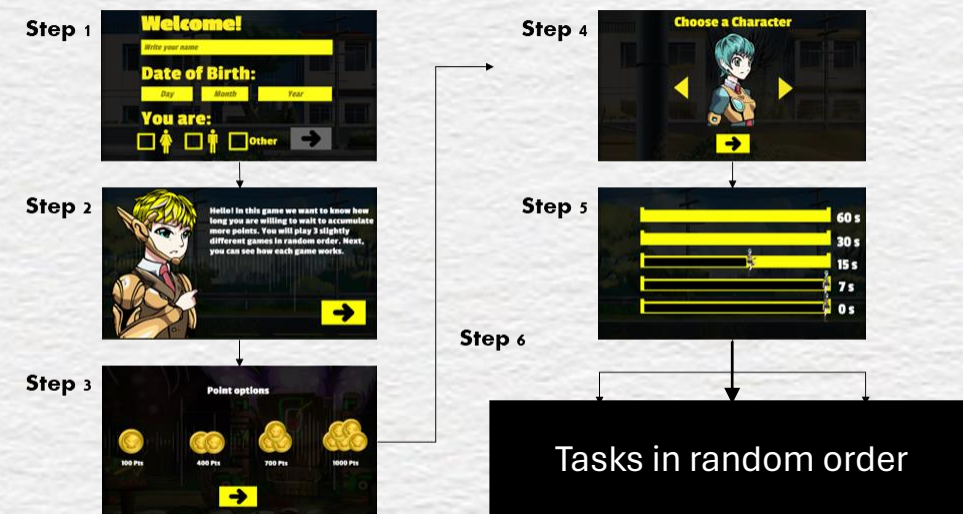 Step 1
Welcome!
Write your name
Date of Birth:
Day Month Year
You are:
Other
Step 2
Hello! In this game we want to know how
long you are willing to wait to accumulate
more points. You will play 3 slightly
different games in random order. Next,
you can see how each game works.
Step 3
Point options
100 Pts 400 Pts 700 Pts 1000 Pts
Step 4
Choose a Character
Step 5
60 s
30 s
15 s
7 s
0 s
Step 6
Tasks in random order